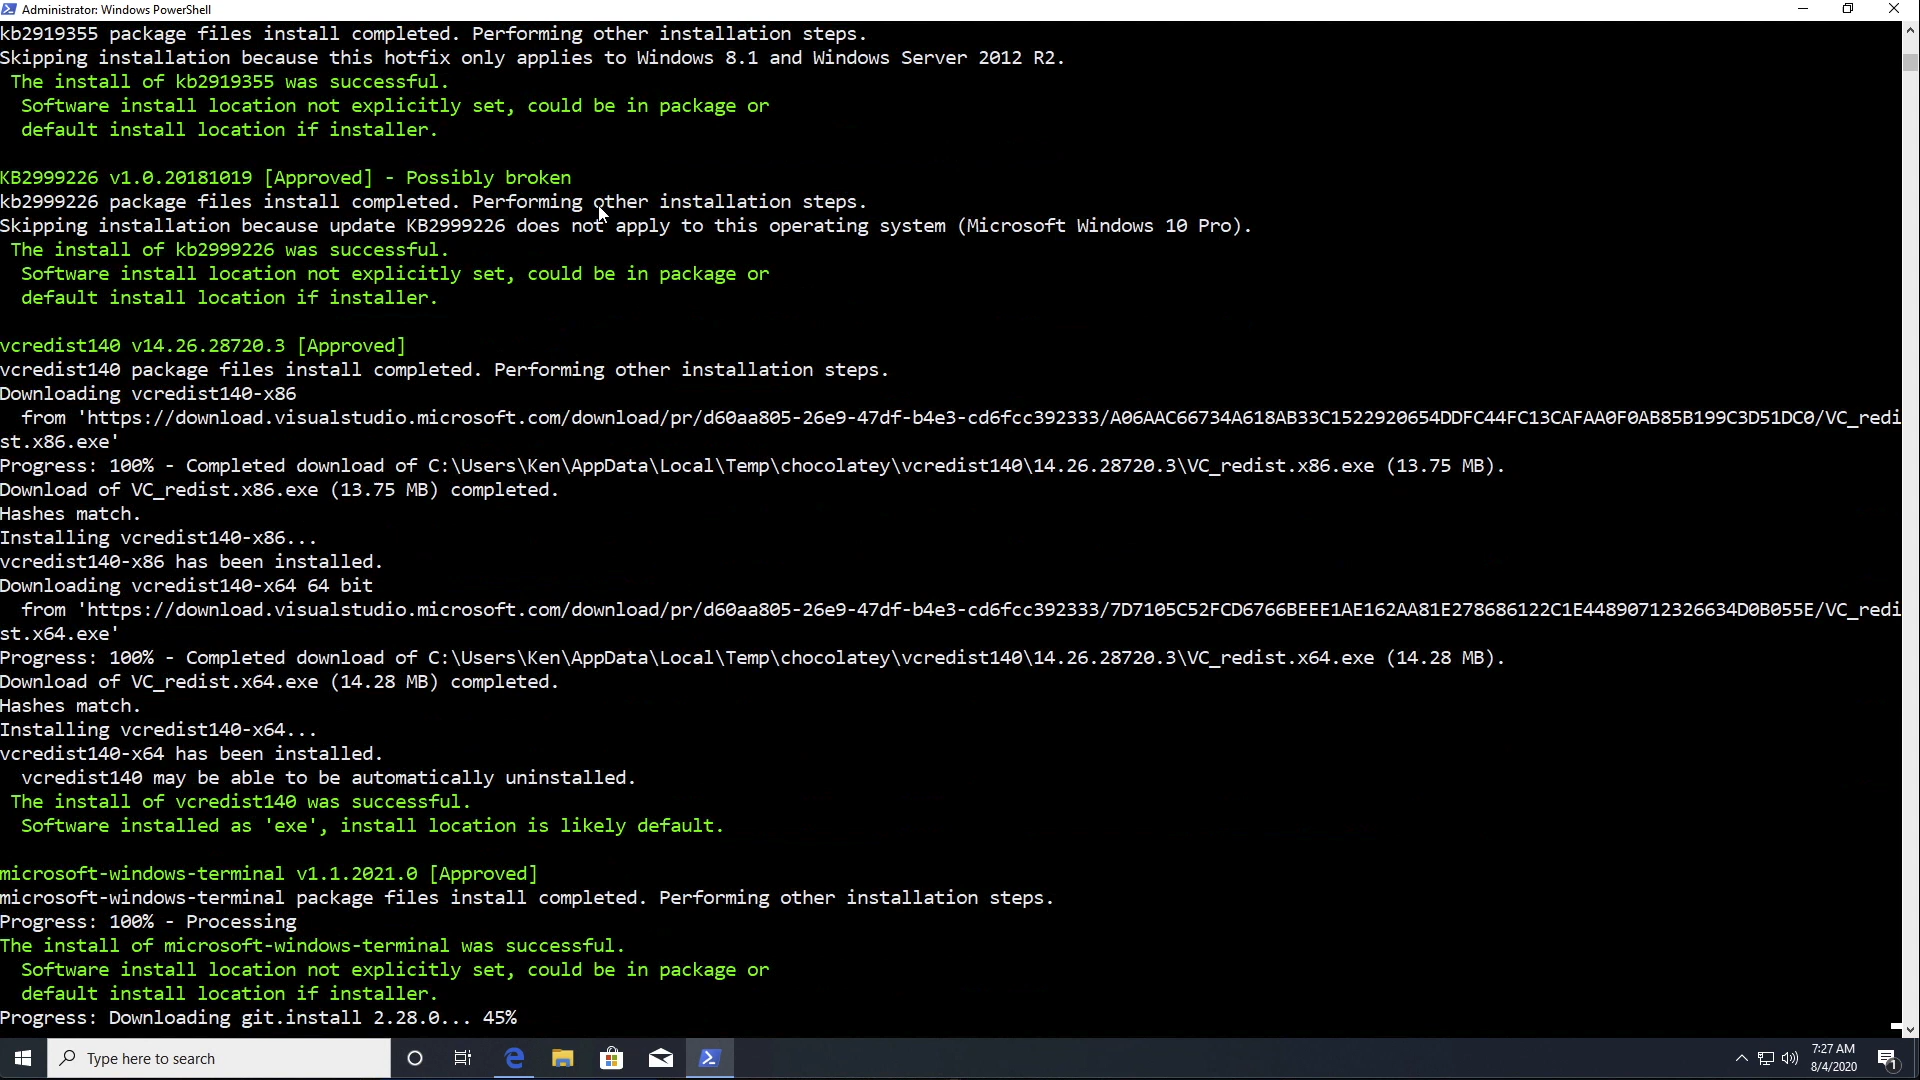 Administrator: Windows PowerShell
kb2919355 package files install completed. Performing other installation steps.
Skipping installation because this hotfix only applies to Windows 8.1 and Windows Server 2012 R2.
The install of kb2919355 was successful.
Software install location not explicitly set, could be in package or
default install location if installer.
KB2999226 v1.0.20181019 [Approved] - Possibly broken
kb2999226 package files install completed. Performing other installation steps.
Skipping installation because update KB2999226 does not apply to this operating system (Microsoft Windows 10 Pro).
The install of kb2999226 was successful.
Software install location not explicitly set, could be in package or
default install location if installer.
vcredist140 v14.26.28720.3 [Approved]
vcredist140 package files install completed. Performing other installation steps.
Downloading vcredist140-x86
from 'https://download.visualstudio.microsoft.com/download/pr/d60aa805-26e9-47df-b4e3-cd6fcc392333/A06AAC66734A618AB33C1522920654DDFC44FC13CAFAA0F0AB85B199C3D51DC0/VC_redi
st.x86.exe'
Progress: 100% - Completed download of C:\Users\Ken\AppData\Local\Temp\chocolatey\vcredist140\14.26.28720.3\VC_redist.x86.exe (13.75 MB).
Download of VC_redist.x86.exe (13.75 MB) completed.
Hashes match.
Installing vcredist140-x86...
vcredist140-x86 has been installed.
Downloading vcredist140-x64 64 bit
from 'https://download.visualstudio.microsoft.com/download/pr/d60aa805-26e9-47df-b4e3-cd6fcc392333/7D7105C52FCD6766BEEE1AE162AA81E278686122C1E44890712326634D0B055E/VC_redi
st.x64.exe'
Progress: 100% - Completed download of C:\Users\Ken\AppData\Local\Temp\chocolatey\vcredist140\14.26.28720.3\VC_redist.x64.exe (14.28 MB).
Download of VC_redist.x64.exe (14.28 MB) completed.
Hashes match.
Installing vcredist140-x64...
vcredist140-x64 has been installed.
vcredist140 may be able to be automatically uninstalled.
The install of vcredist140 was successful.
Software installed as 'exe', install location is likely default.
microsoft-windows-terminal v1.1.2021.0 [Approved]
microsoft-windows-terminal package files install completed. Performing other installation steps.
Progress: 100% - Processing
The install of microsoft-windows-terminal was successful.
Software install location not explicitly set, could be in package or
default install location if installer.
Progress: Downloading git.install 2.28.0... 45%
Type here to search
7:27 AM
8/4/2020
1